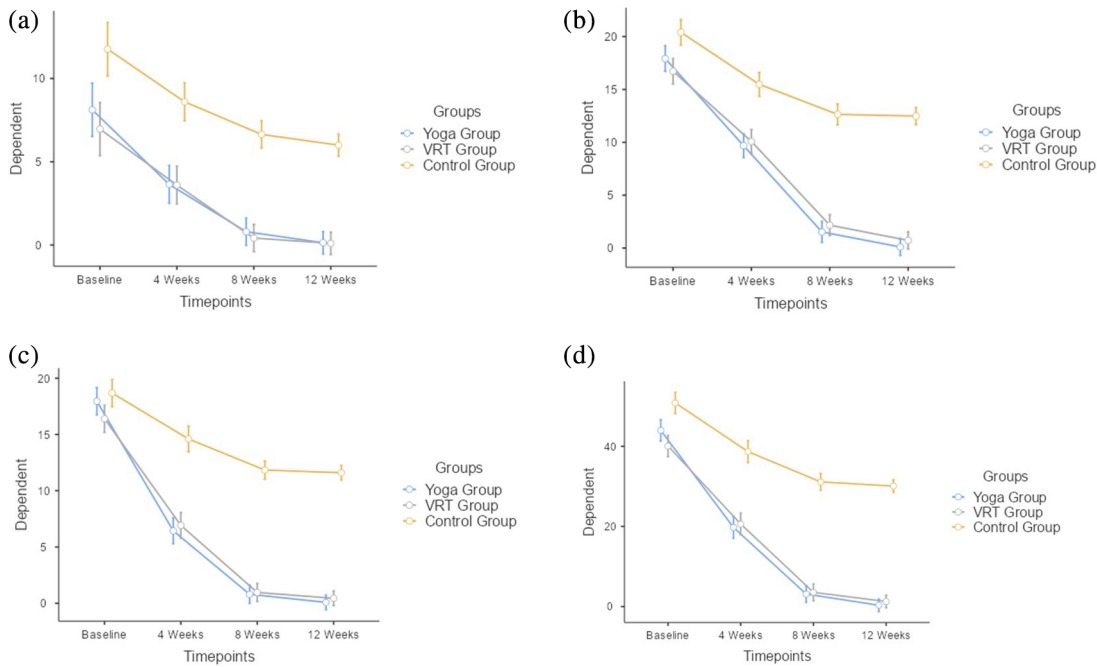 (a)
10
5
0
Dependent
Baseline 4 Weeks 8 Weeks 12 Weeks
Timepoints
Groups
Yoga Group
VRT Group
Control Group
(b)
20
15
10
5
0
Dependent
Baseline 4 Weeks 8 Weeks 12 Weeks
Timepoints
Groups
Yoga Group
VRT Group
Control Group
(c)
20
15
10
5
0
Dependent
Baseline 4 Weeks 8 Weeks 12 Weeks
Timepoints
Groups
Yoga Group
VRT Group
Control Group
(d)
40
20
0
Dependent
Baseline 4 Weeks 8 Weeks 12 Weeks
Timepoints
Groups
Yoga Group
VRT Group
Control Group